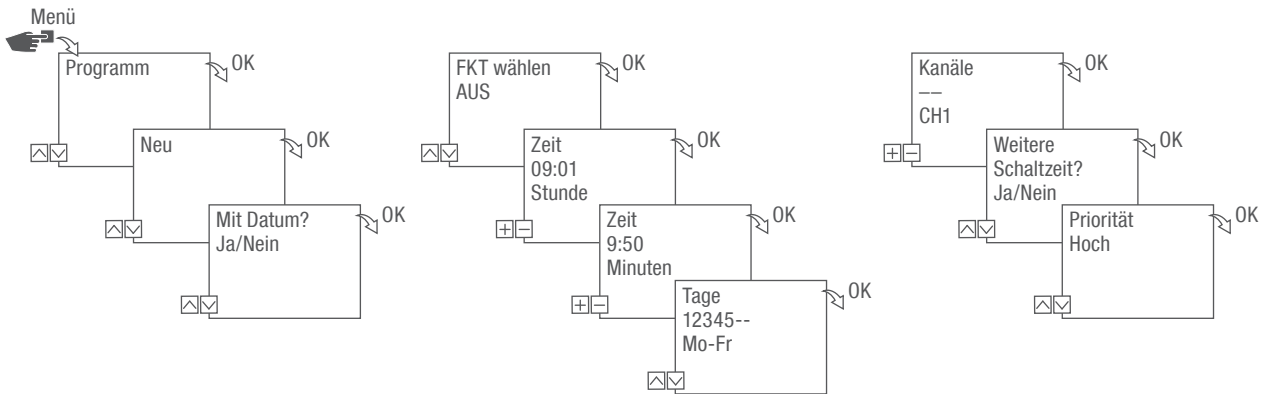 Menü
Programm
OK
Neu
OK
Mit Datum?
Ja/Nein
OK
FKT wählen
AUS
OK
Zeit
09:01
Stunde
OK
Zeit
9:50
Minuten
OK
Tage
12345--
Mo-Fr
OK
Kanäle
––
CH1
OK
Weitere
Schaltzeit?
Ja/Nein
OK
Priorität
Hoch
OK